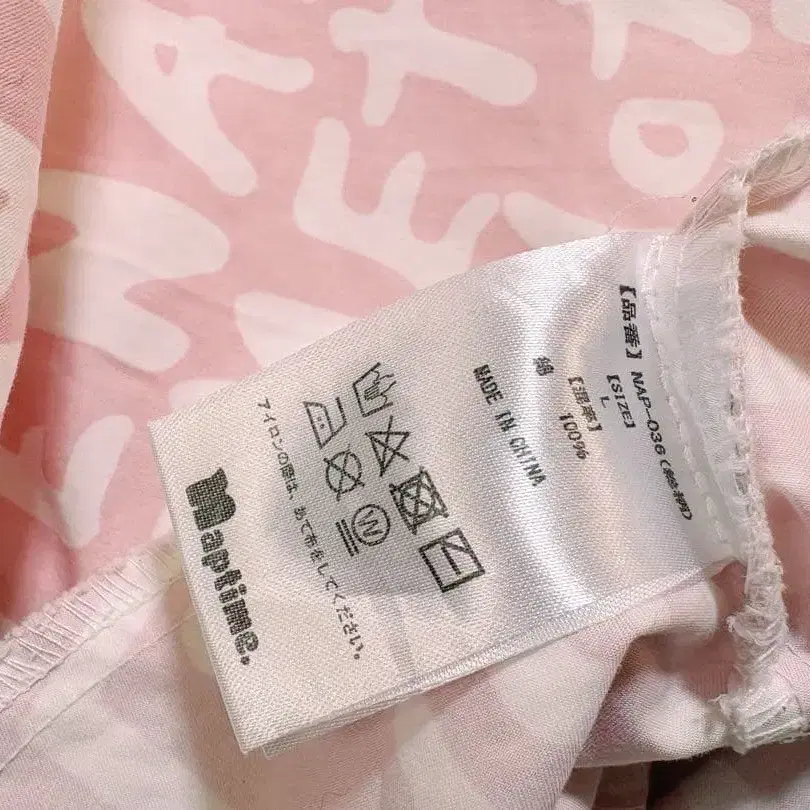 【品番】 NAP-036(総柄)
【SIZE】
L
【混率】
綿 100%
MADE IN CHINA
W
アイロンの際は、あて布をしてください。
Naptime.